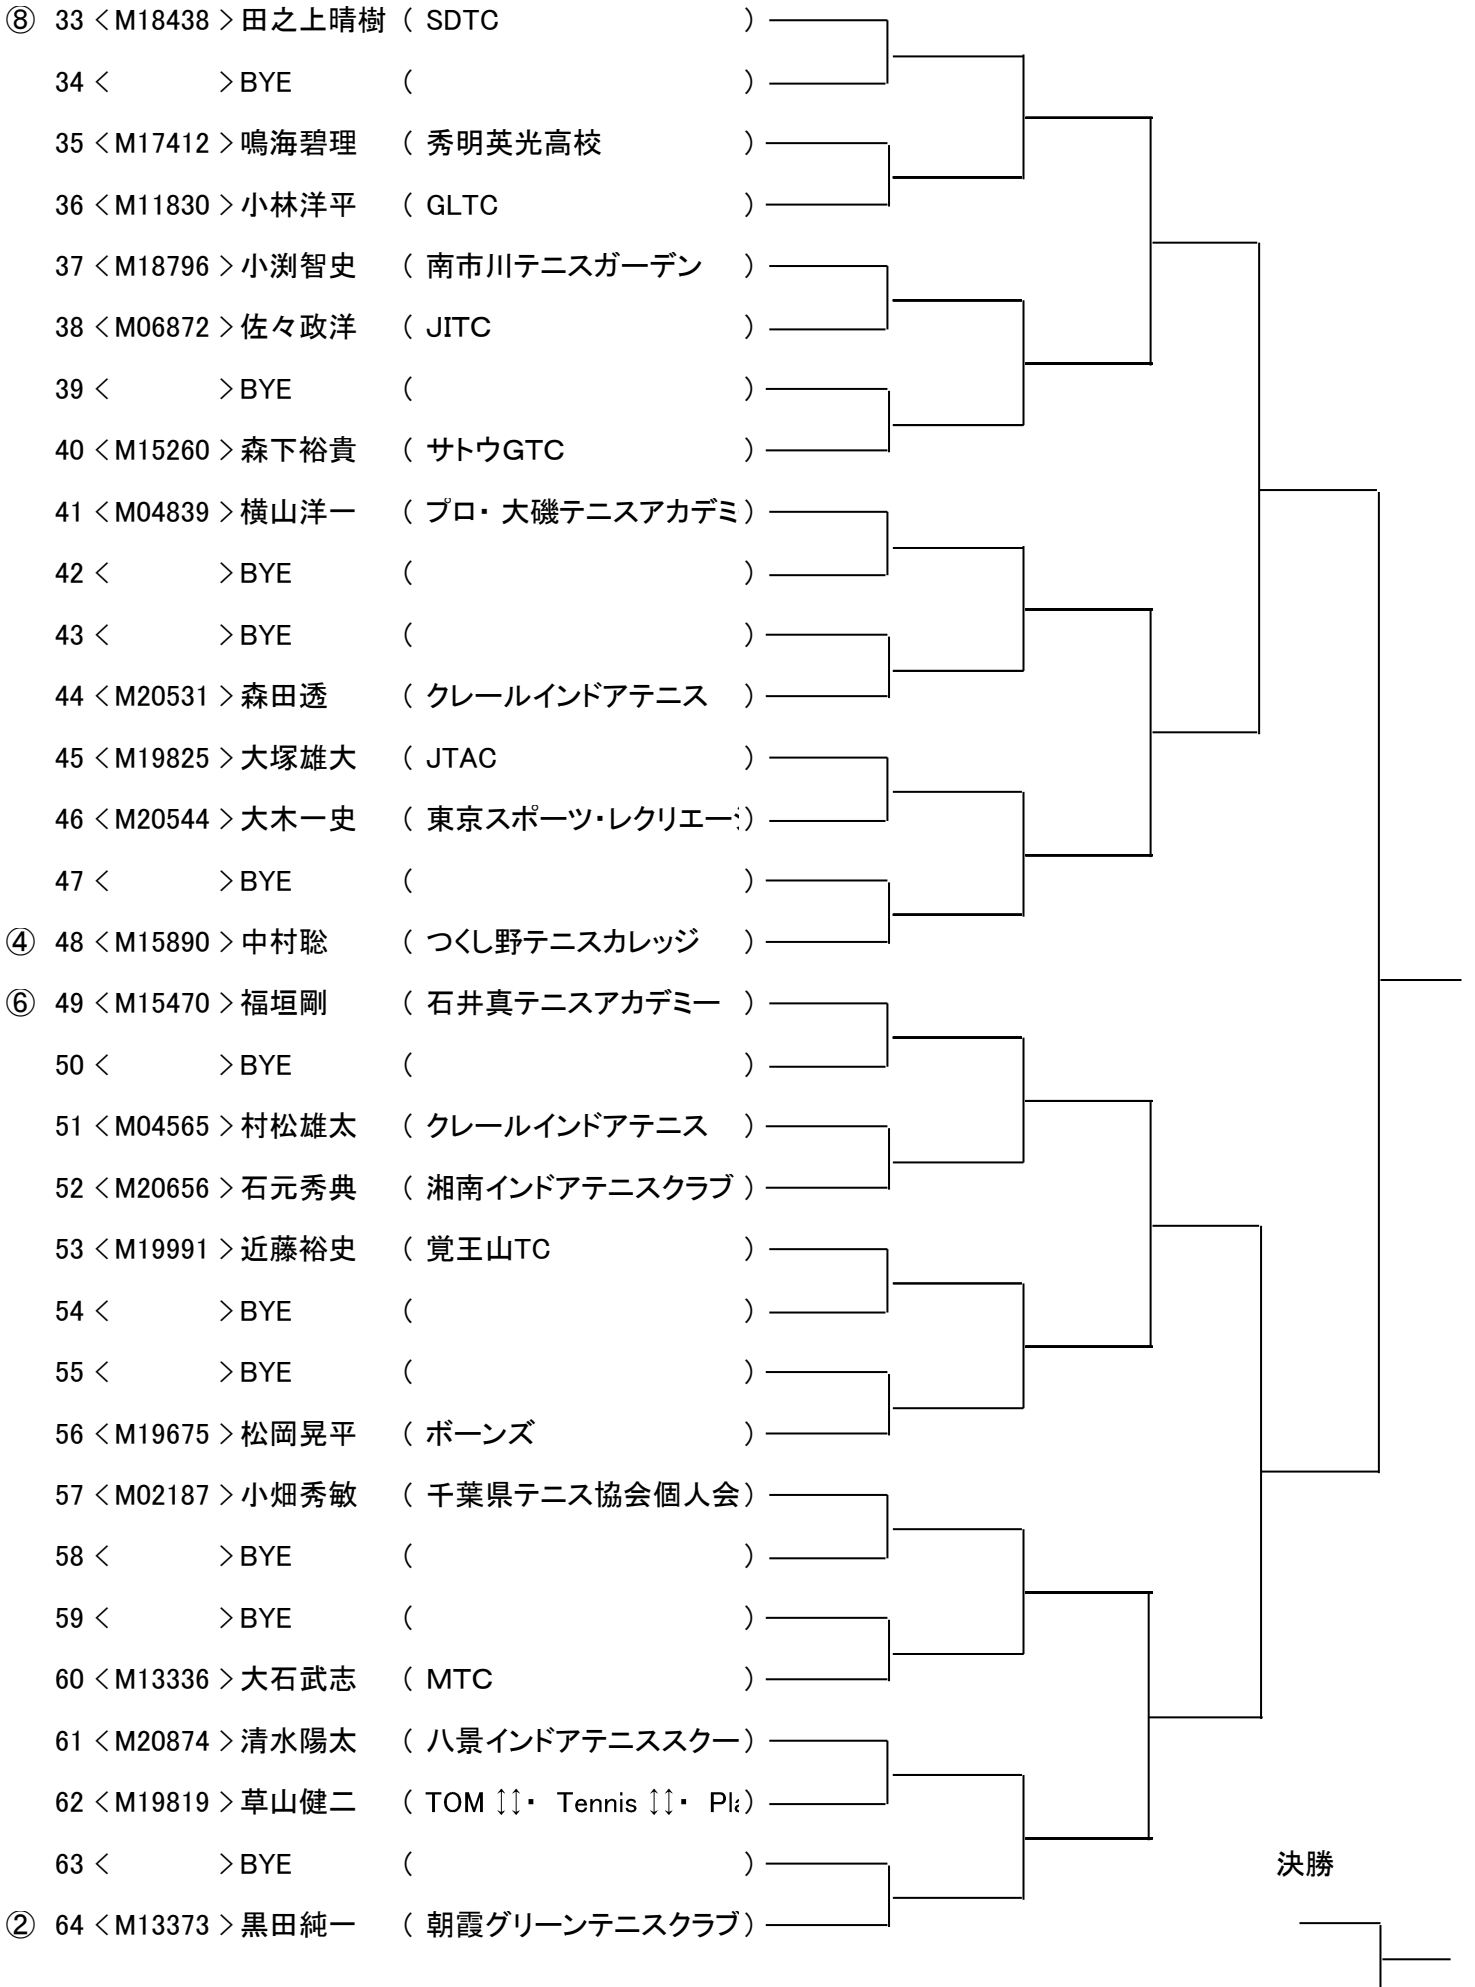 ⑧ 33 <M18438> 田之上晴樹 ( SDTC )
34 < > BYE ( )
35 <M17412> 鳴海碧理 ( 秀明英光高校 )
36 <M11830> 小林洋平 ( GLTC )
37 <M18796> 小渕智史 ( 南市川テニスガーデン )
38 <M06872> 佐々政洋 ( JITC )
39 < > BYE ( )
40 <M15260> 森下裕貴 ( サトウGTC )
41 <M04839> 横山洋一 ( プロ・ 大磯テニスアカデミ )
42 < > BYE ( )
43 < > BYE ( )
44 <M20531> 森田透 ( クレールインドアテニス )
45 <M19825> 大塚雄大 ( JTAC )
46 <M20544> 大木一史 ( 東京スポーツ・レクリエー )
47 < > BYE ( )
④ 48 <M15890> 中村聡 ( つくし野テニスカレッジ )
⑥ 49 <M15470> 福垣剛 ( 石井真テニスアカデミー )
50 < > BYE ( )
51 <M04565> 村松雄太 ( クレールインドアテニス )
52 <M20656> 石元秀典 ( 湘南インドアテニスクラブ )
53 <M19991> 近藤裕史 ( 覚王山TC )
54 < > BYE ( )
55 < > BYE ( )
56 <M19675> 松岡晃平 ( ボーンズ )
57 <M02187> 小畑秀敏 ( 千葉県テニス協会個人会 )
58 < > BYE ( )
59 < > BYE ( )
60 <M13336> 大石武志 ( MTC )
61 <M20874> 清水陽太 ( 八景インドアテニススクー )
62 <M19819> 草山健二 ( TOM ↕↕・ Tennis ↕↕・ Pl )
63 < > BYE ( )
② 64 <M13373> 黒田純一 ( 朝霞グリーンテニスクラブ )
決勝